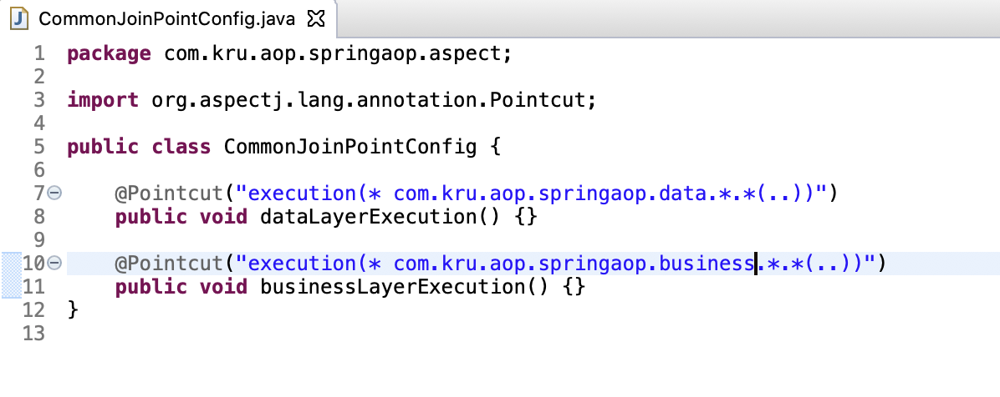 CommonJoinPointConfig.java
1 package com.kru.aop.springaop.aspect;
2
3 import org.aspectj.lang.annotation.Pointcut;
4
5 public class CommonJoinPointConfig {
6
7 @Pointcut("execution(* com.kru.aop.springaop.data.*.*(..))")
8 public void dataLayerExecution() {}
9
10 @Pointcut("execution(* com.kru.aop.springaop.business.*.*(..))")
11 public void businessLayerExecution() {}
12 }
13